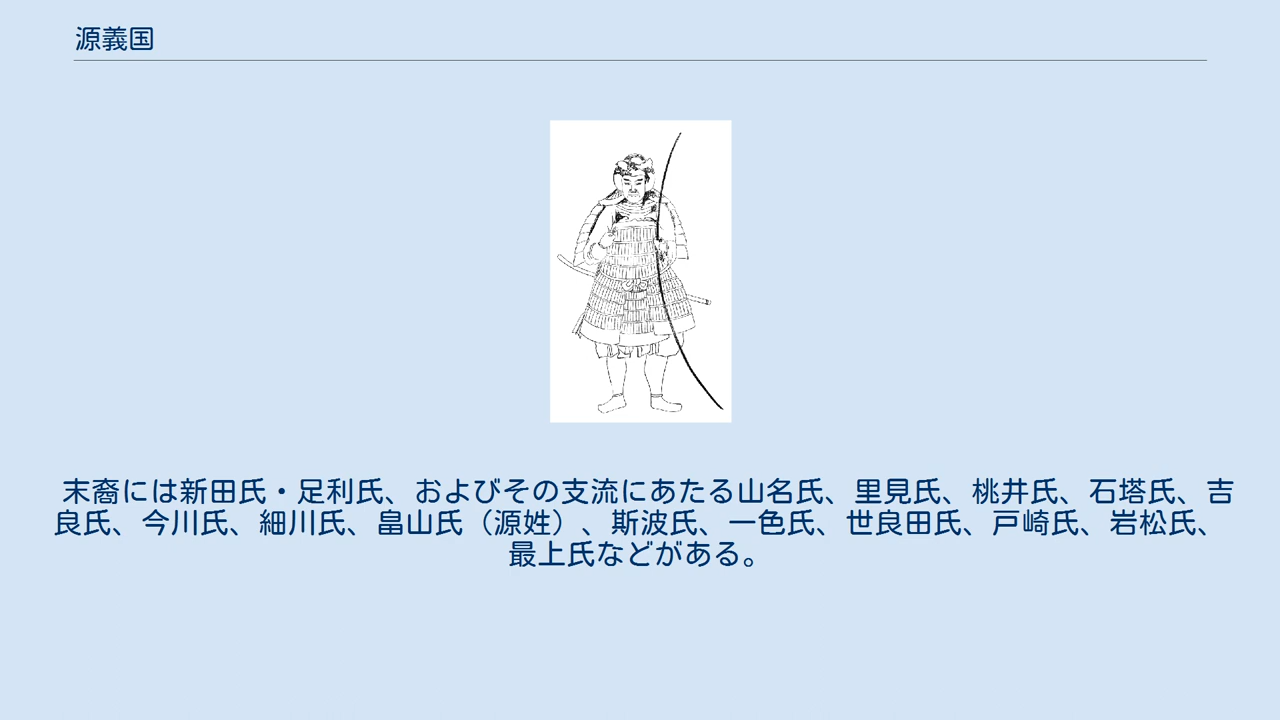 源義国
末裔には新田氏・足利氏、およびその支流にあたる山名氏、里見氏、桃井氏、石塔氏、吉
良氏、今川氏、細川氏、畠山氏（源姓）、斯波氏、一色氏、世良田氏、戸崎氏、岩松氏、
最上氏などがある。